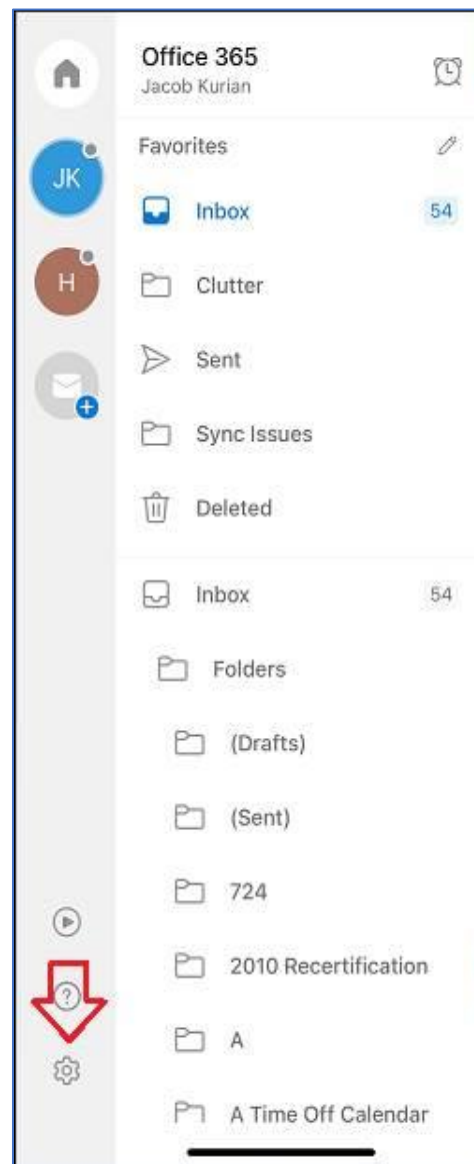 Office 365
Jacob Kurian
JK
Favorites
Inbox 54
H
Clutter
Sent
Sync Issues
Deleted
Inbox 54
Folders
(Drafts)
(Sent)
724
2010 Recertification
?
A
A Time Off Calendar